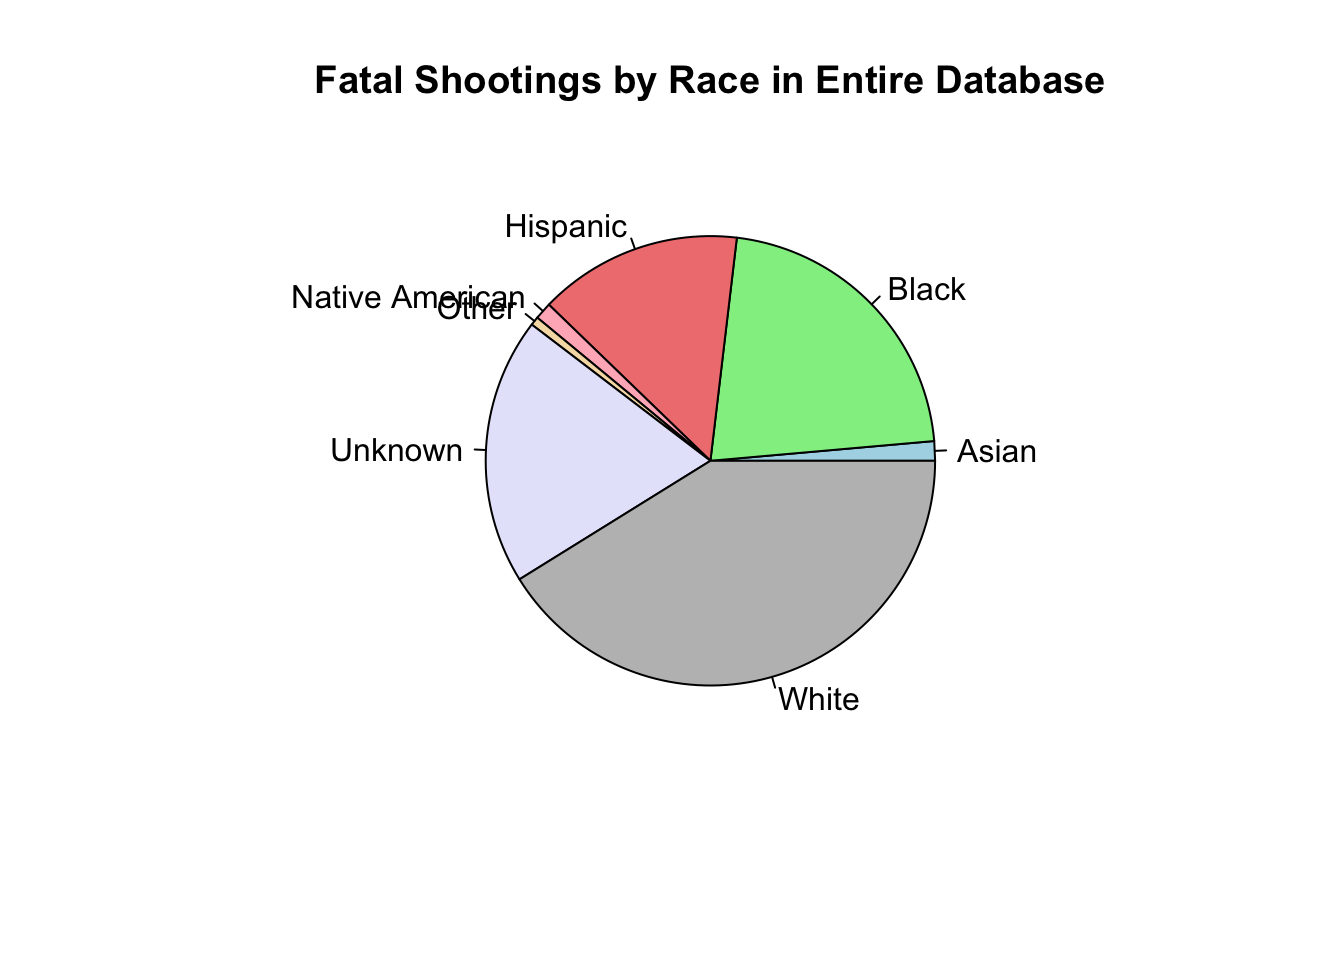 Fatal Shootings by Race in Entire Database
Hispanic
Black
Native American
Other
Unknown
Asian
White